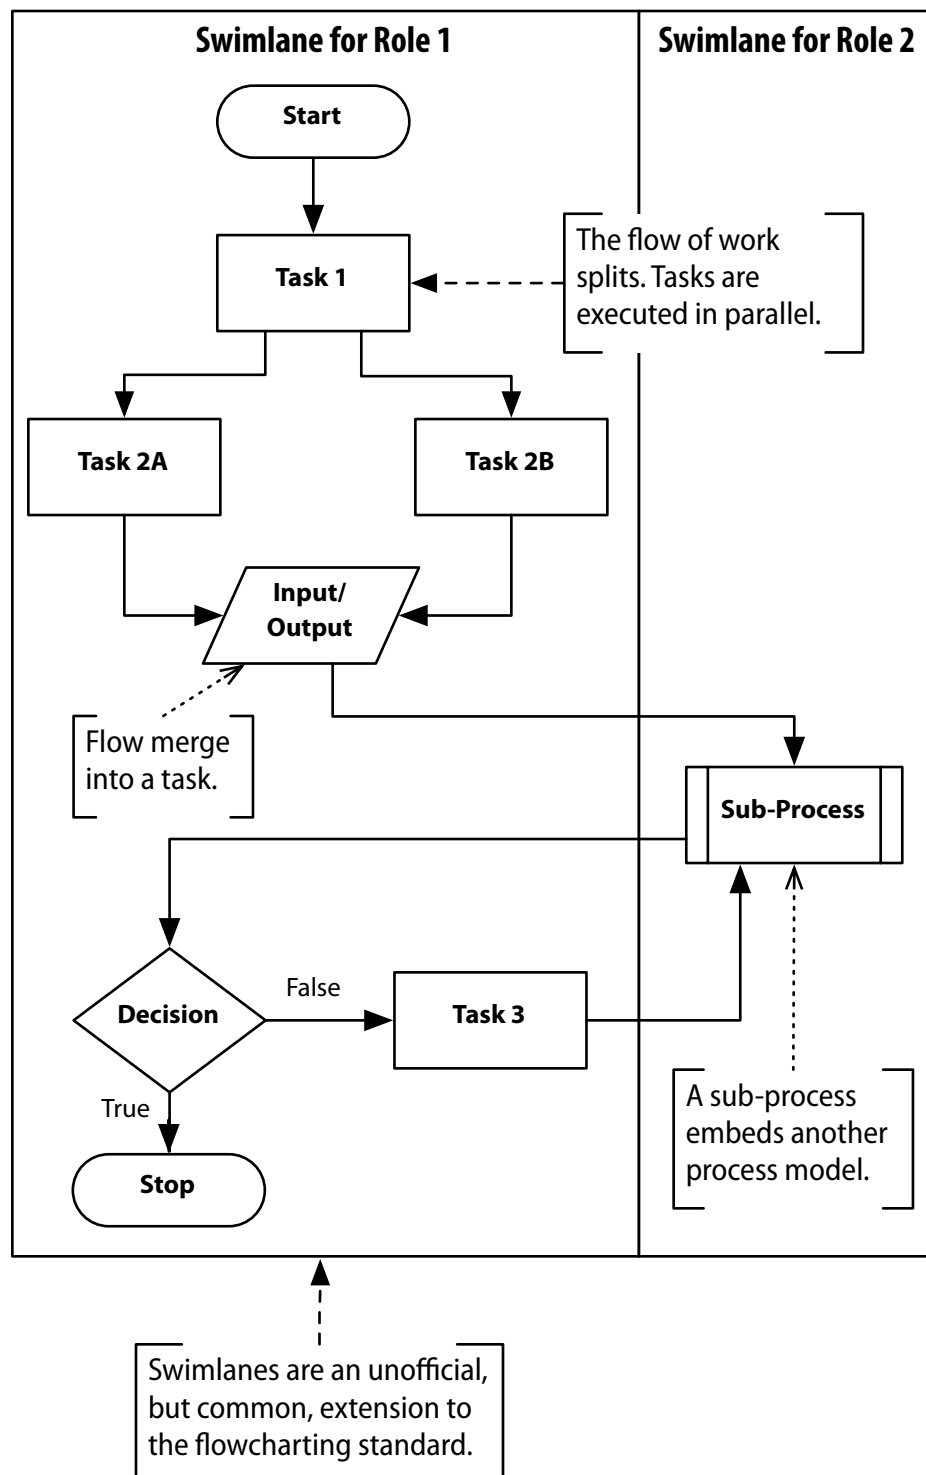 Swimlane for Role 1
Swimlane for Role 2
Start
Task 1
The flow of work
splits. Tasks are
executed in parallel.
Task 2A
Task 2B
Input/
Output
Flow merge
into a task.
Sub-Process
Decision
False
Task 3
True
Stop
A sub-process
embeds another
process model.
Swimlanes are an unofficial,
but common, extension to
the flowcharting standard.